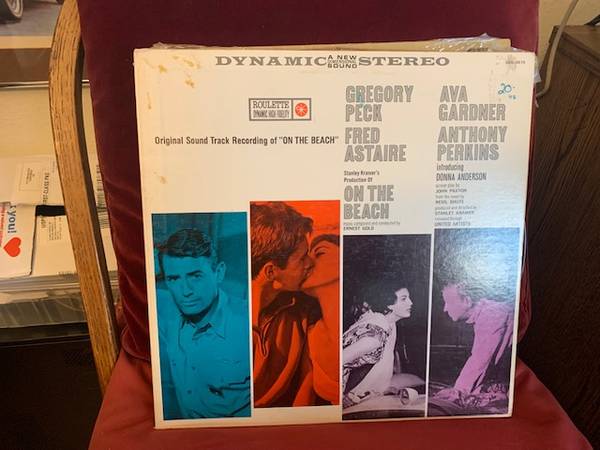 DYNAMIC A NEW DIMENSIONAL SOUND STEREO
20-
ROULETTE
DYNAMIC HIGH FIDELITY
Original Sound Track Recording of "ON THE BEACH"
GREGORY
PECK
FRED
ASTAIRE
Stanley Kramer's
Production Of
ON THE
BEACH
music composed and conducted by
ERNEST GOLD
AVA
GARDNER
ANTHONY
PERKINS
introducing
DONNA ANDERSON
screen play by
JOHN PAXTON
from the novel by
NEVIL SHUTE
produced and directed by
STANLEY KRAMER
released through
UNITED ARTISTS
you!